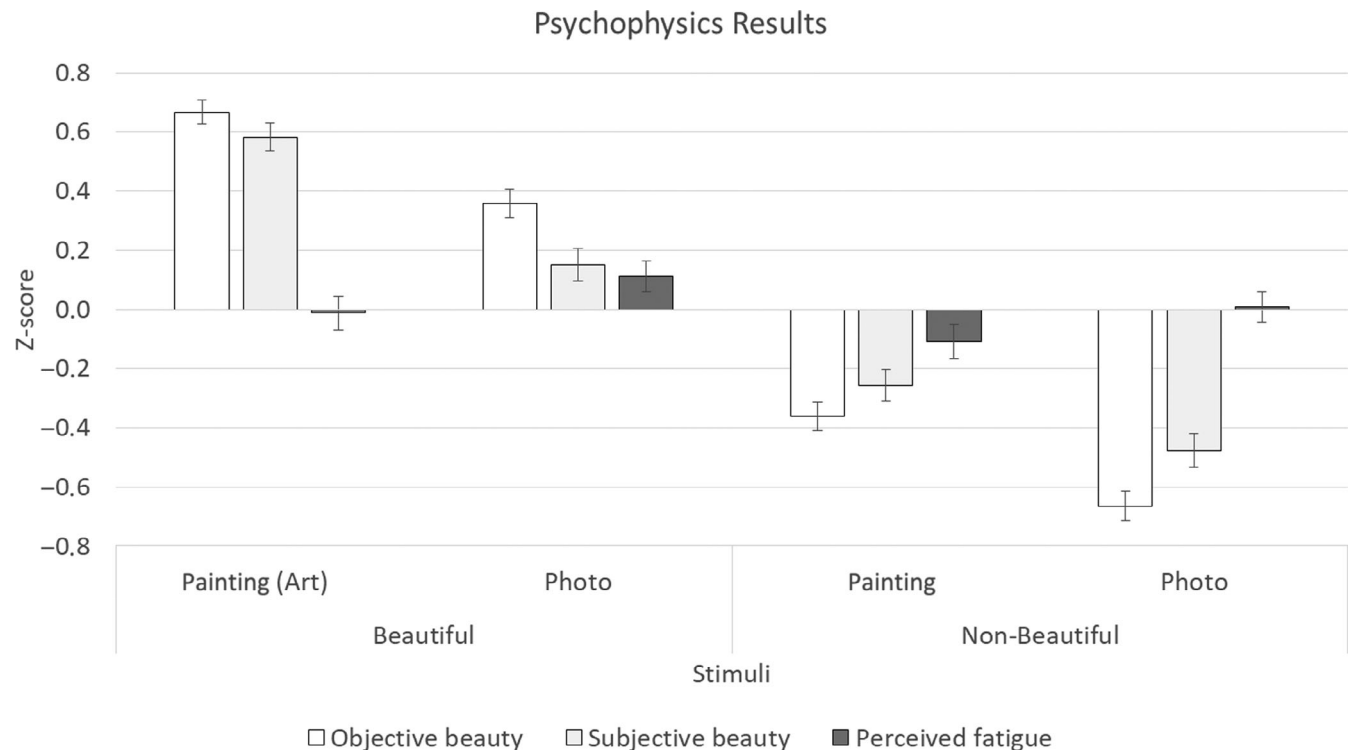 Psychophysics Results
Z-score
0.8
0.6
0.4
0.2
0.0
–0.2
–0.4
–0.6
–0.8
Painting (Art) Photo Painting Photo
Beautiful Non-Beautiful
Stimuli
Objective beauty Subjective beauty Perceived fatigue